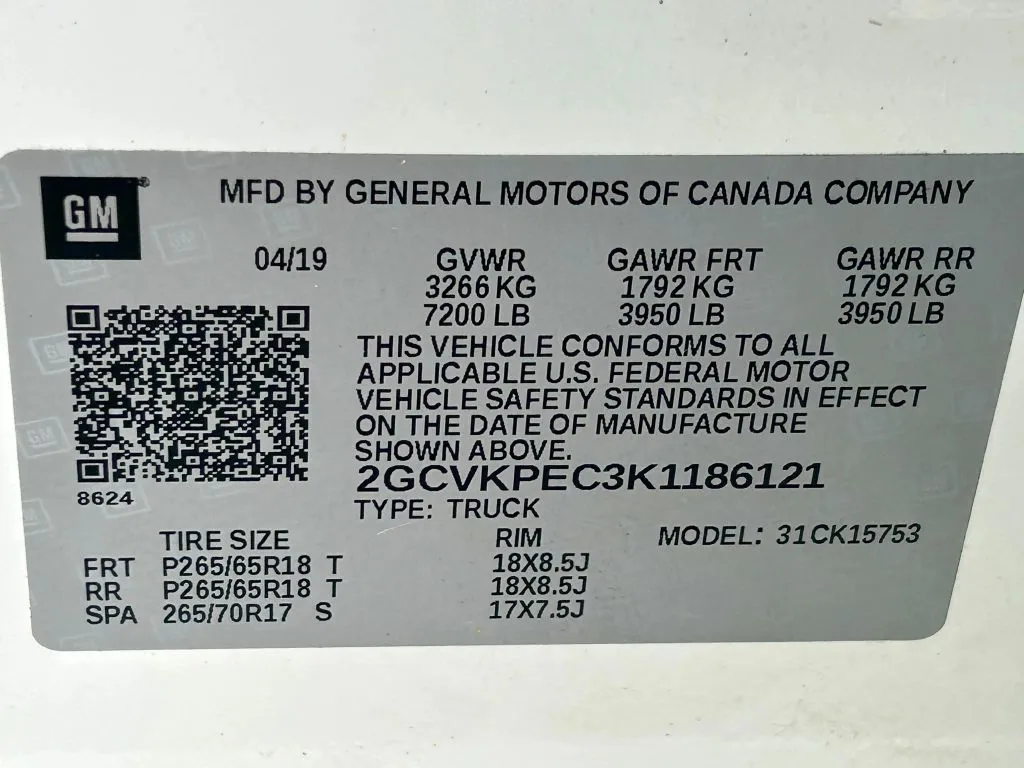 GM
MFD BY GENERAL MOTORS OF CANADA COMPANY
04/19 GVWR GAWR FRT GAWR RR
3266 KG 1792 KG 1792 KG
7200 LB 3950 LB 3950 LB
THIS VEHICLE CONFORMS TO ALL
APPLICABLE U.S. FEDERAL MOTOR
VEHICLE SAFETY STANDARDS IN EFFECT
ON THE DATE OF MANUFACTURE
SHOWN ABOVE.
2GCVKPEC3K1186121
8624
TYPE: TRUCK
TIRE SIZE RIM MODEL: 31CK15753
FRT P265/65R18 T 18X8.5J
RR P265/65R18 T 18X8.5J
SPA 265/70R17 S 17X7.5J